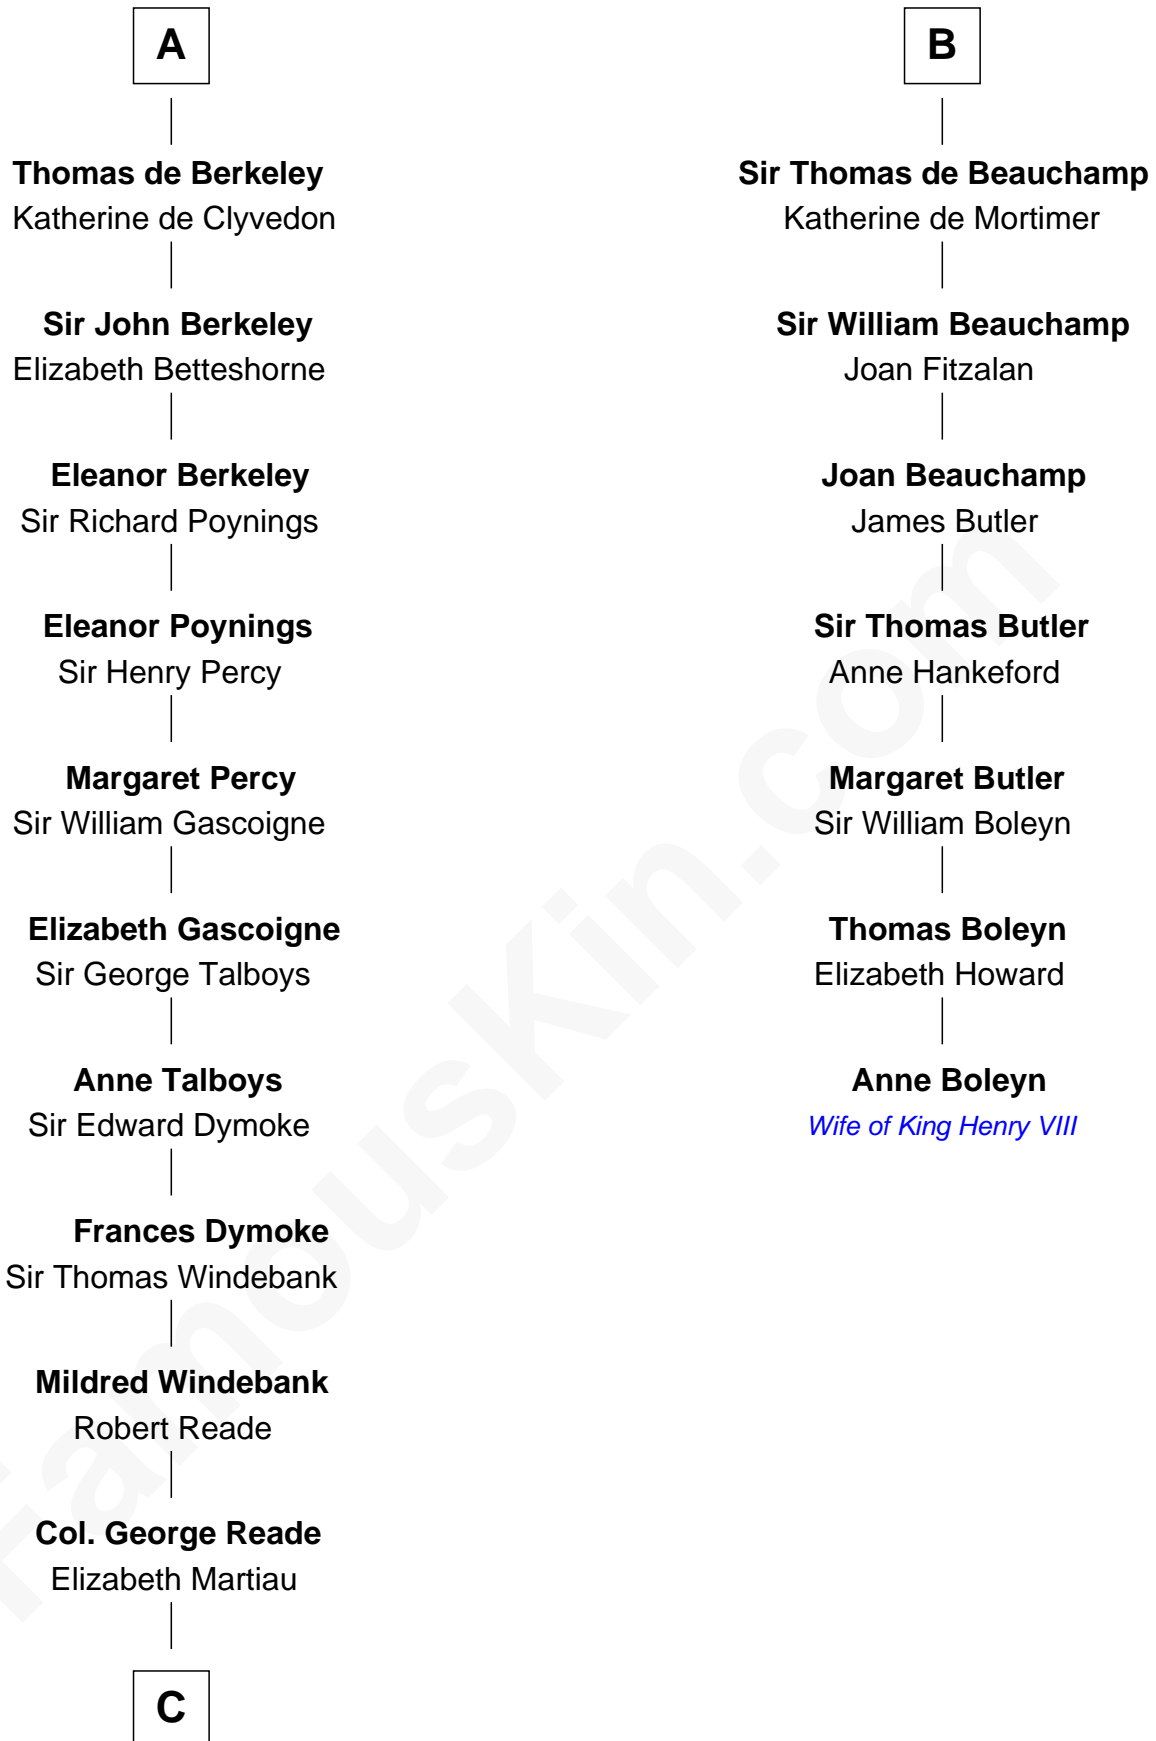 A
Thomas de Berkeley
Katherine de Clyvedon
Sir John Berkeley
Elizabeth Betteshorne
Eleanor Berkeley
Sir Richard Poynings
Eleanor Poynings
Sir Henry Percy
Margaret Percy
Sir William Gascoigne
Elizabeth Gascoigne
Sir George Talboys
Anne Talboys
Sir Edward Dymoke
Frances Dymoke
Sir Thomas Windebank
Mildred Windebank
Robert Reade
Col. George Reade
Elizabeth Martiau
C
B
Sir Thomas de Beauchamp
Katherine de Mortimer
Sir William Beauchamp
Joan Fitzalan
Joan Beauchamp
James Butler
Sir Thomas Butler
Anne Hankeford
Margaret Butler
Sir William Boleyn
Thomas Boleyn
Elizabeth Howard
Anne Boleyn
Wife of King Henry VIII
FamousKin.com